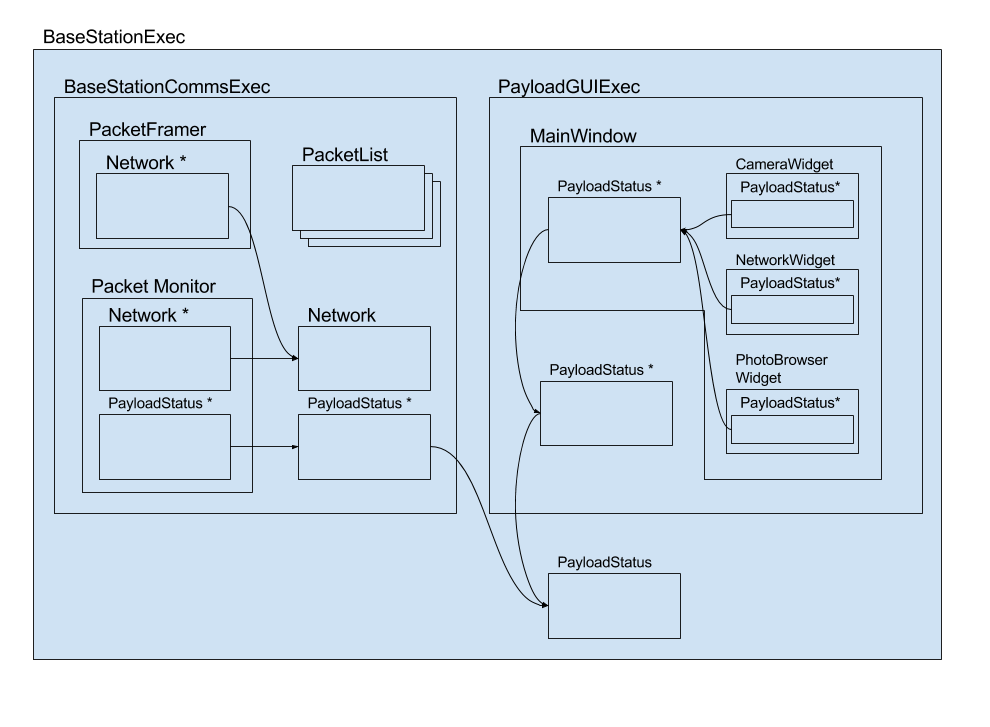 BaseStationExec
BaseStationCommsExec
PacketFramer
Network *
PacketList
Packet Monitor
Network *
Network
PayloadStatus *
PayloadStatus *
PayloadGUIExec
MainWindow
PayloadStatus *
CameraWidget
PayloadStatus*
NetworkWidget
PayloadStatus*
PhotoBrowser
Widget
PayloadStatus*
PayloadStatus *
PayloadStatus